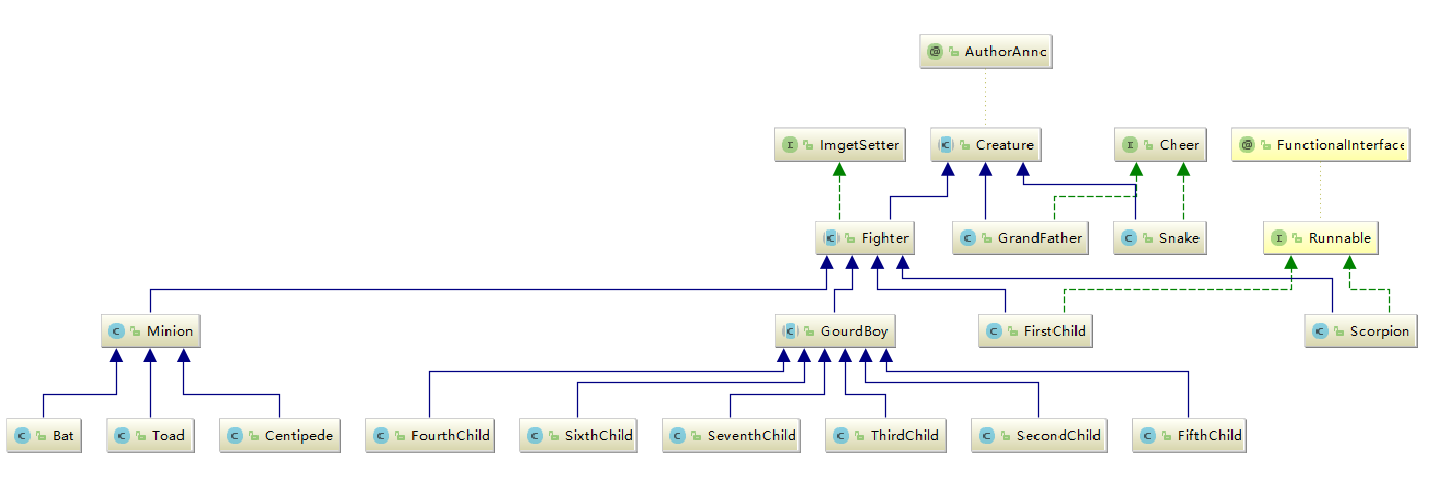 AuthorAnno
ImgetSetter
Creature
Cheer
FunctionalInterface
Fighter
GrandFather
Snake
Runnable
Minion
GourdBoy
FirstChild
Scorpion
Bat
Toad
Centipede
FourthChild
SixthChild
SeventhChild
ThirdChild
SecondChild
FifthChild